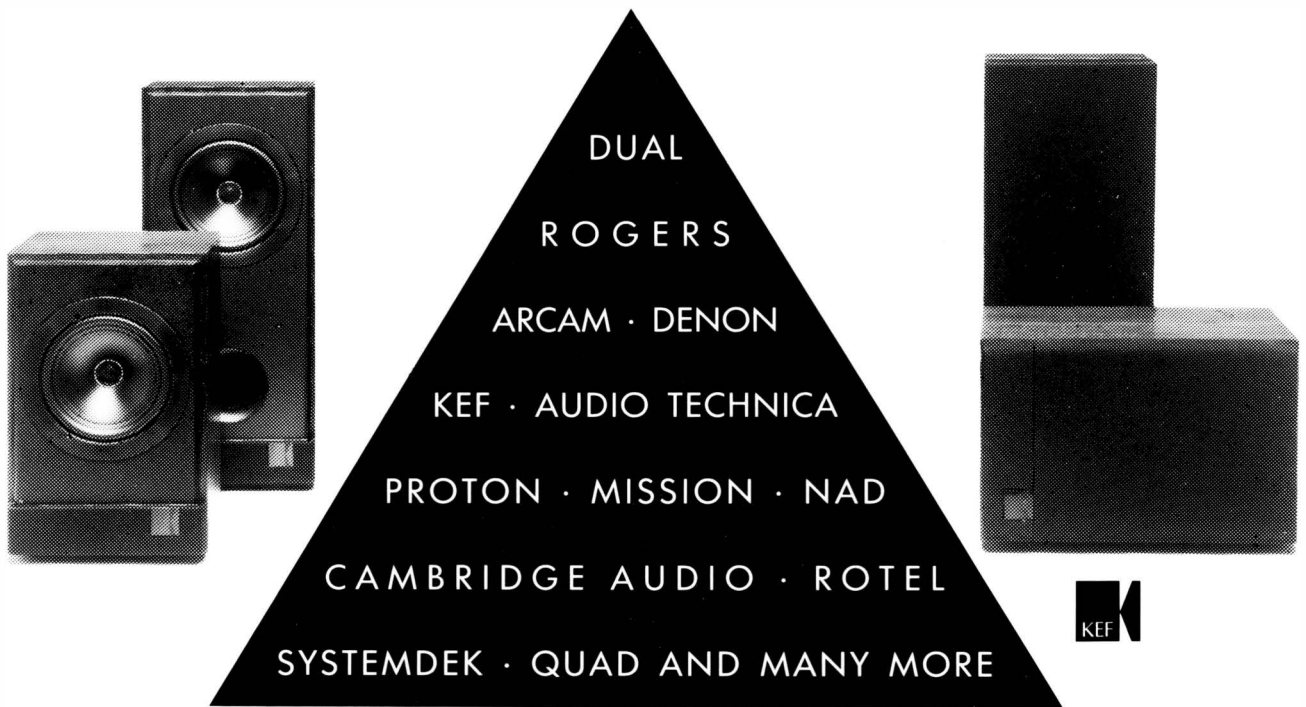 DUAL
ROGERS
ARCAM · DENON
KEF · AUDIO TECHNICA
PROTON · MISSION · NAD
CAMBRIDGE AUDIO · ROTEL
SYSTEMDEK · QUAD AND MANY MORE
KEF